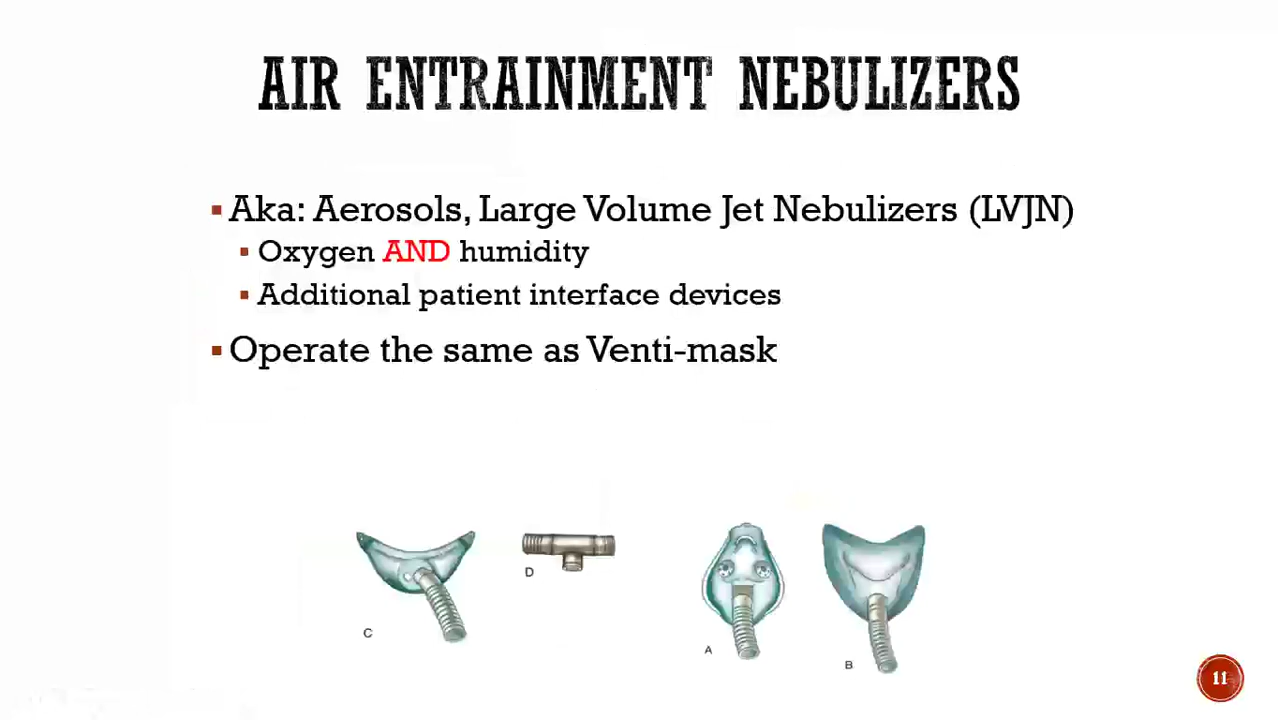 AIR ENTRAINMENT NEBULIZERS
Aka: Aerosols, Large Volume Jet Nebulizers (LVJN)
Oxygen AND humidity
Additional patient interface devices
Operate the same as Venti-mask
C
D
A
B
11